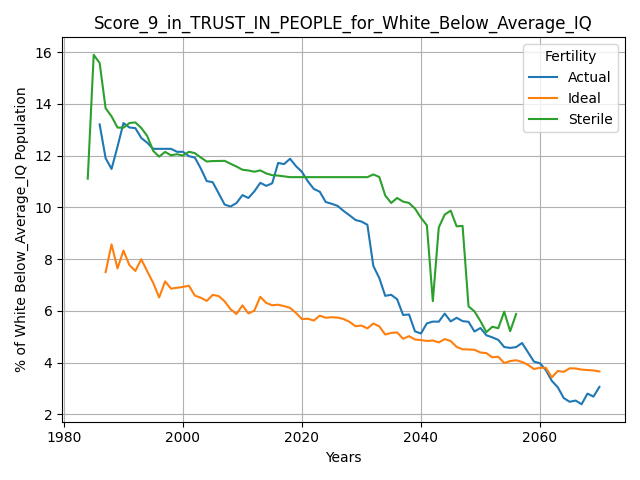 Score_9_in_TRUST_IN_PEOPLE_for_White_Below_Average_IQ
% of White Below_Average_IQ Population
16
14
12
10
8
6
4
2
Fertility
Actual
Ideal
Sterile
1980
2000
2020
2040
2060
Years